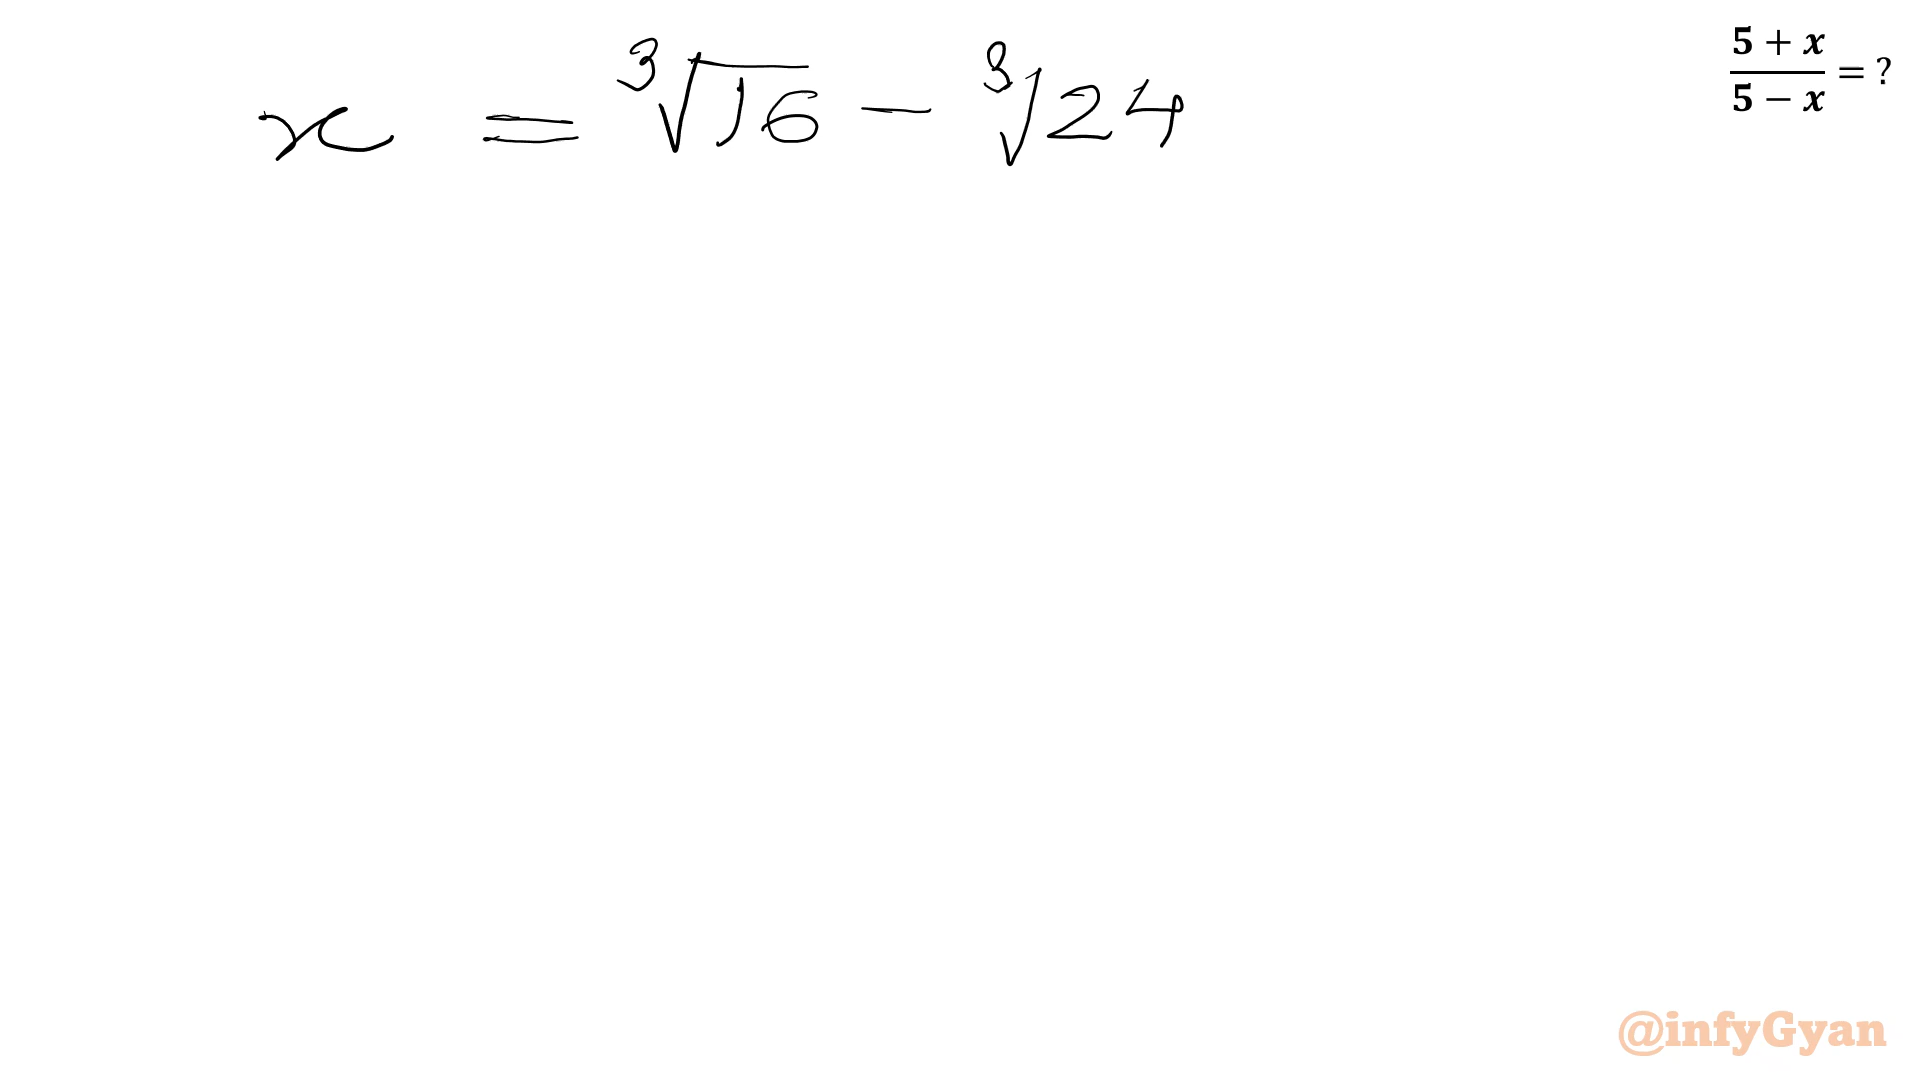 x = ∛16 − ∛24
5 + x
5 − x = ?
@infyGyan